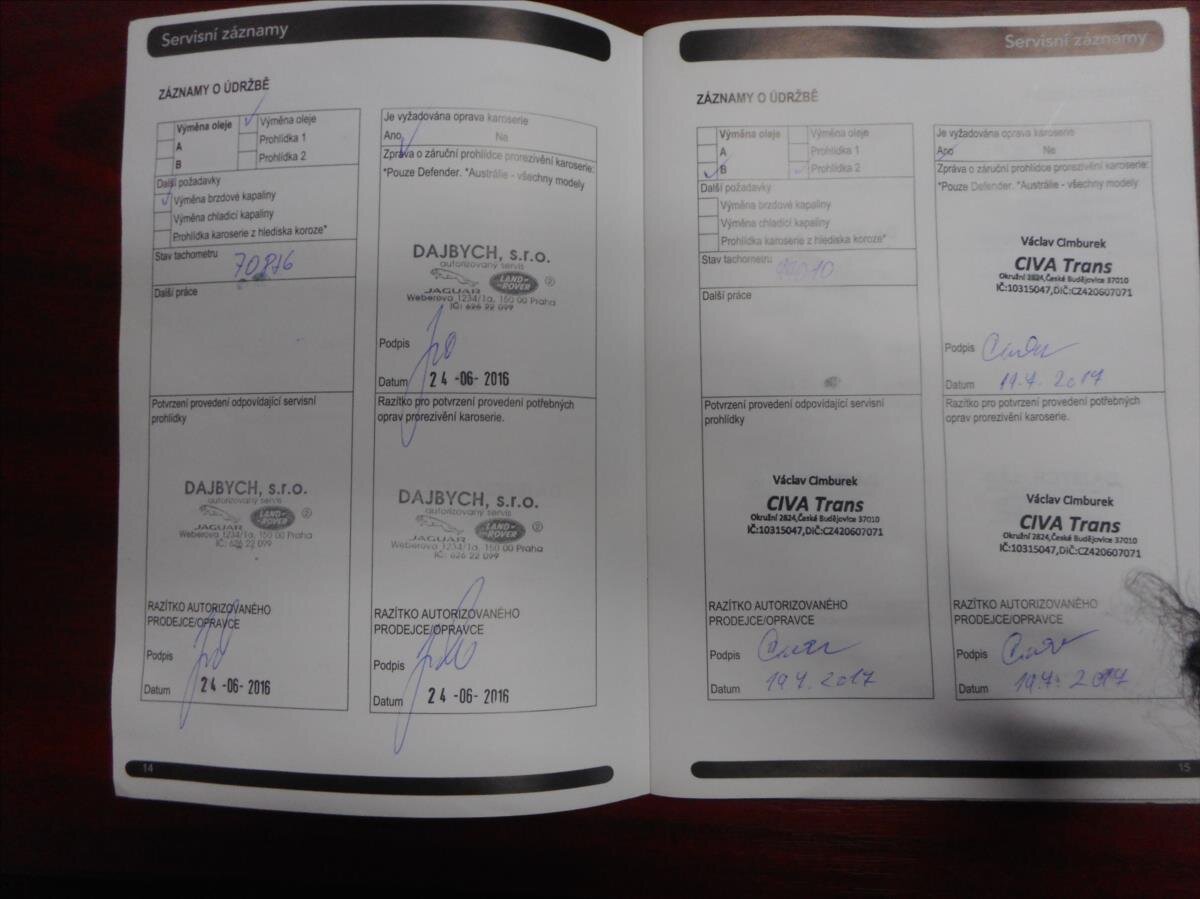 Servisní záznamy
ZÁZNAMY O ÚDRŽBĚ
Výměna oleje
A
B
Výměna oleje
Prohlídka 1
Prohlídka 2
Další požadavky
Výměna brzdové kapaliny
Výměna chladicí kapaliny
Prohlídka karoserie z hlediska koroze*
Stav tachometru 70876
Další práce
Je vyžadována oprava karoserie
Ano Ne
Zpráva o záruční prohlídce prorezivění karoserie:
*Pouze Defender. *Austrálie - všechny modely
DAJBYCH, s.r.o.
autorizovaný servis
JAGUAR LAND-ROVER 2
Weberova 1234/1a, 150 00 Praha
IČ: 626 22 099
Podpis
Datum 24 -06- 2016
Potvrzení provedení odpovídající servisní
prohlídky
DAJBYCH, s.r.o.
autorizovaný servis
JAGUAR LAND-ROVER 2
Weberova 1234/1a, 150 00 Praha
IČ: 626 22 099
RAZÍTKO AUTORIZOVANÉHO
PRODEJCE/OPRAVCE
Podpis
Datum 24 -06- 2016
Razítko pro potvrzení provedení potřebných
oprav prorezivění karoserie.
DAJBYCH, s.r.o.
autorizovaný servis
JAGUAR LAND-ROVER 2
Weberova 1234/1a, 150 00 Praha
IČ: 626 22 099
RAZÍTKO AUTORIZOVANÉHO
PRODEJCE/OPRAVCE
Podpis
Datum 24 -06- 2016
14
Servisní záznamy
ZÁZNAMY O ÚDRŽBĚ
Výměna oleje
A
B
Výměna oleje
Prohlídka 1
Prohlídka 2
Další požadavky
Výměna brzdové kapaliny
Výměna chladicí kapaliny
Prohlídka karoserie z hlediska koroze*
Stav tachometru
Další práce
Je vyžadována oprava karoserie
Ano Ne
Zpráva o záruční prohlídce prorezivění karoserie:
*Pouze Defender. *Austrálie - všechny modely
Václav Cimburek
CIVA Trans
Okružní 2824,České Budějovice 37010
IČ:10315047,DIČ:CZ420607071
Podpis
Datum 19.4. 2017
Potvrzení provedení odpovídající servisní
prohlídky
Václav Cimburek
CIVA Trans
Okružní 2824,České Budějovice 37010
IČ:10315047,DIČ:CZ420607071
RAZÍTKO AUTORIZOVANÉHO
PRODEJCE/OPRAVCE
Podpis
Datum 19 4. 2017
Razítko pro potvrzení provedení potřebných
oprav prorezivění karoserie.
Václav Cimburek
CIVA Trans
Okružní 2824,České Budějovice 37010
IČ:10315047,DIČ:CZ420607071
RAZÍTKO AUTORIZOVANÉHO
PRODEJCE/OPRAVCE
Podpis
Datum 19.4. 2017
15